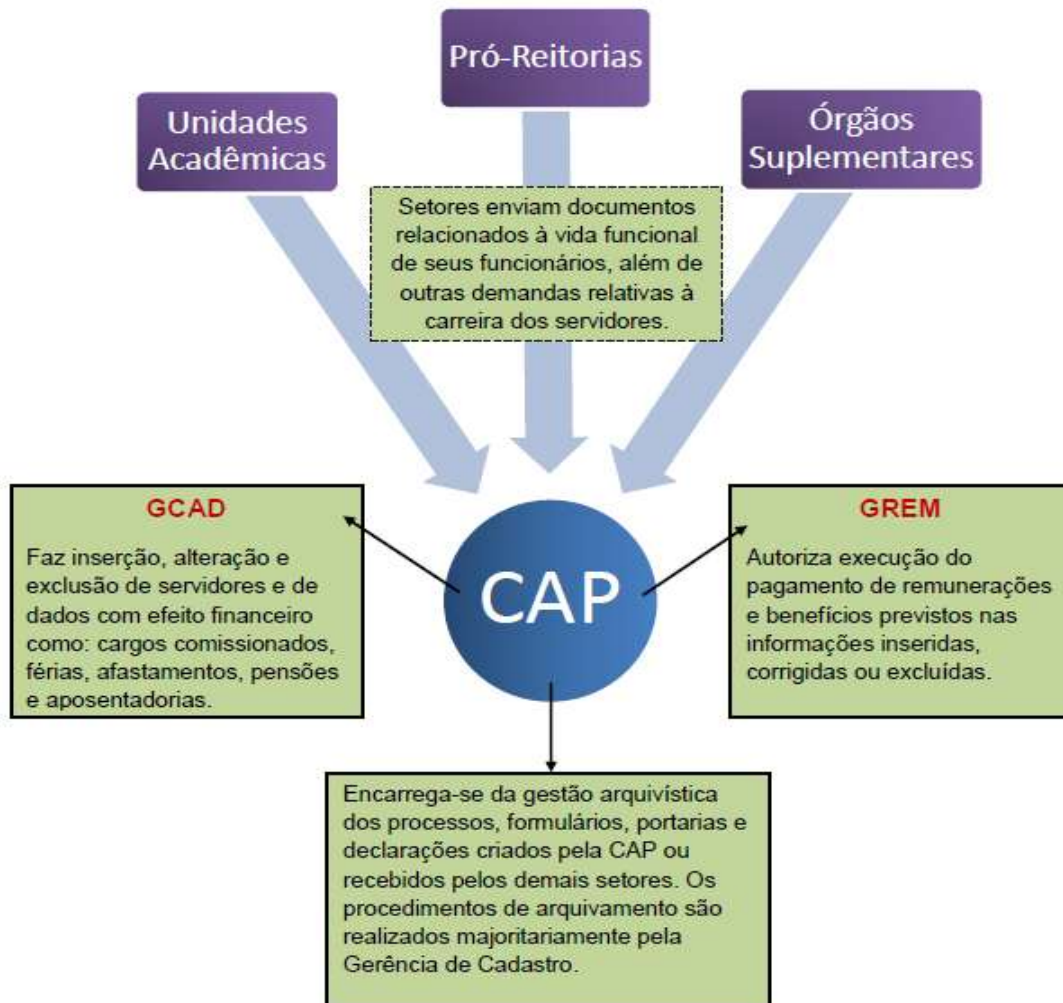 Pró-Reitorias
Unidades
Acadêmicas
Órgãos
Suplementares
Setores enviam documentos
relacionados à vida funcional
de seus funcionários, além de
outras demandas relativas à
carreira dos servidores.
GCAD
Faz inserção, alteração e
exclusão de servidores e de
dados com efeito financeiro
como: cargos comissionados,
férias, afastamentos, pensões
e aposentadorias.
CAP
GREM
Autoriza execução do
pagamento de remunerações
e benefícios previstos nas
informações inseridas,
corrigidas ou excluídas.
Encarrega-se da gestão arquivística
dos processos, formulários, portarias e
declarações criados pela CAP ou
recebidos pelos demais setores. Os
procedimentos de arquivamento são
realizados majoritariamente pela
Gerência de Cadastro.